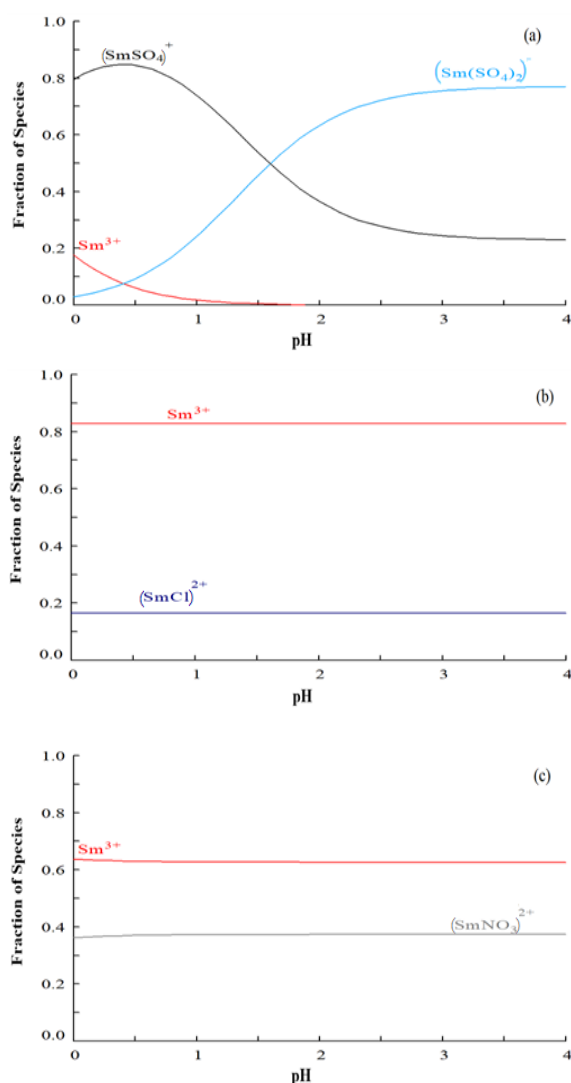 1.0
(SmSO₄)⁺
(a)
0.8
(Sm(SO₄)₂)⁻
0.6
0.4
0.2
Sm³⁺
0.0
0 1 2 3 4
pH
Fraction of Species
1.0
(b)
Sm³⁺
0.8
0.6
0.4
(SmCl)²⁺
0.2
0.0
0 1 2 3 4
pH
Fraction of Species
1.0
(c)
0.8
Sm³⁺
0.6
(SmNO₃)²⁺
0.4
0.2
0.0
0 1 2 3 4
pH
Fraction of Species